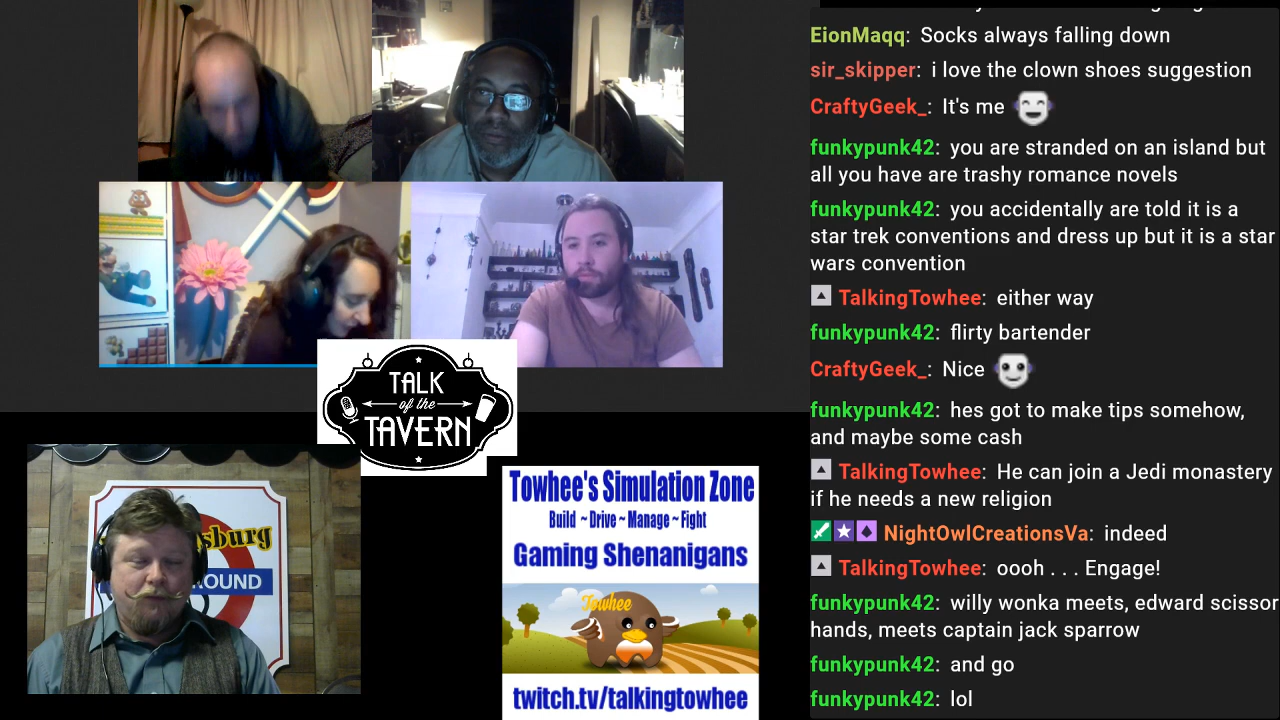 EionMaqq: Socks always falling down
sir_skipper: i love the clown shoes suggestion
CraftyGeek_: It's me
funkypunk42: you are stranded on an island but
all you have are trashy romance novels
funkypunk42: you accidentally are told it is a
star trek conventions and dress up but it is a star
wars convention
TalkingTowhee: either way
funkypunk42: flirty bartender
CraftyGeek_: Nice
funkypunk42: hes got to make tips somehow,
and maybe some cash
TalkingTowhee: He can join a Jedi monastery
if he needs a new religion
NightOwlCreationsVa: indeed
TalkingTowhee: oooh . . . Engage!
funkypunk42: willy wonka meets, edward scissor
hands, meets captain jack sparrow
funkypunk42: and go
funkypunk42: lol
TALK
of the
TAVERN
sburg
OUND
Towhee's Simulation Zone
Build ~ Drive ~ Manage ~ Fight
Gaming Shenanigans
Towhee
twitch.tv/talkingtowhee